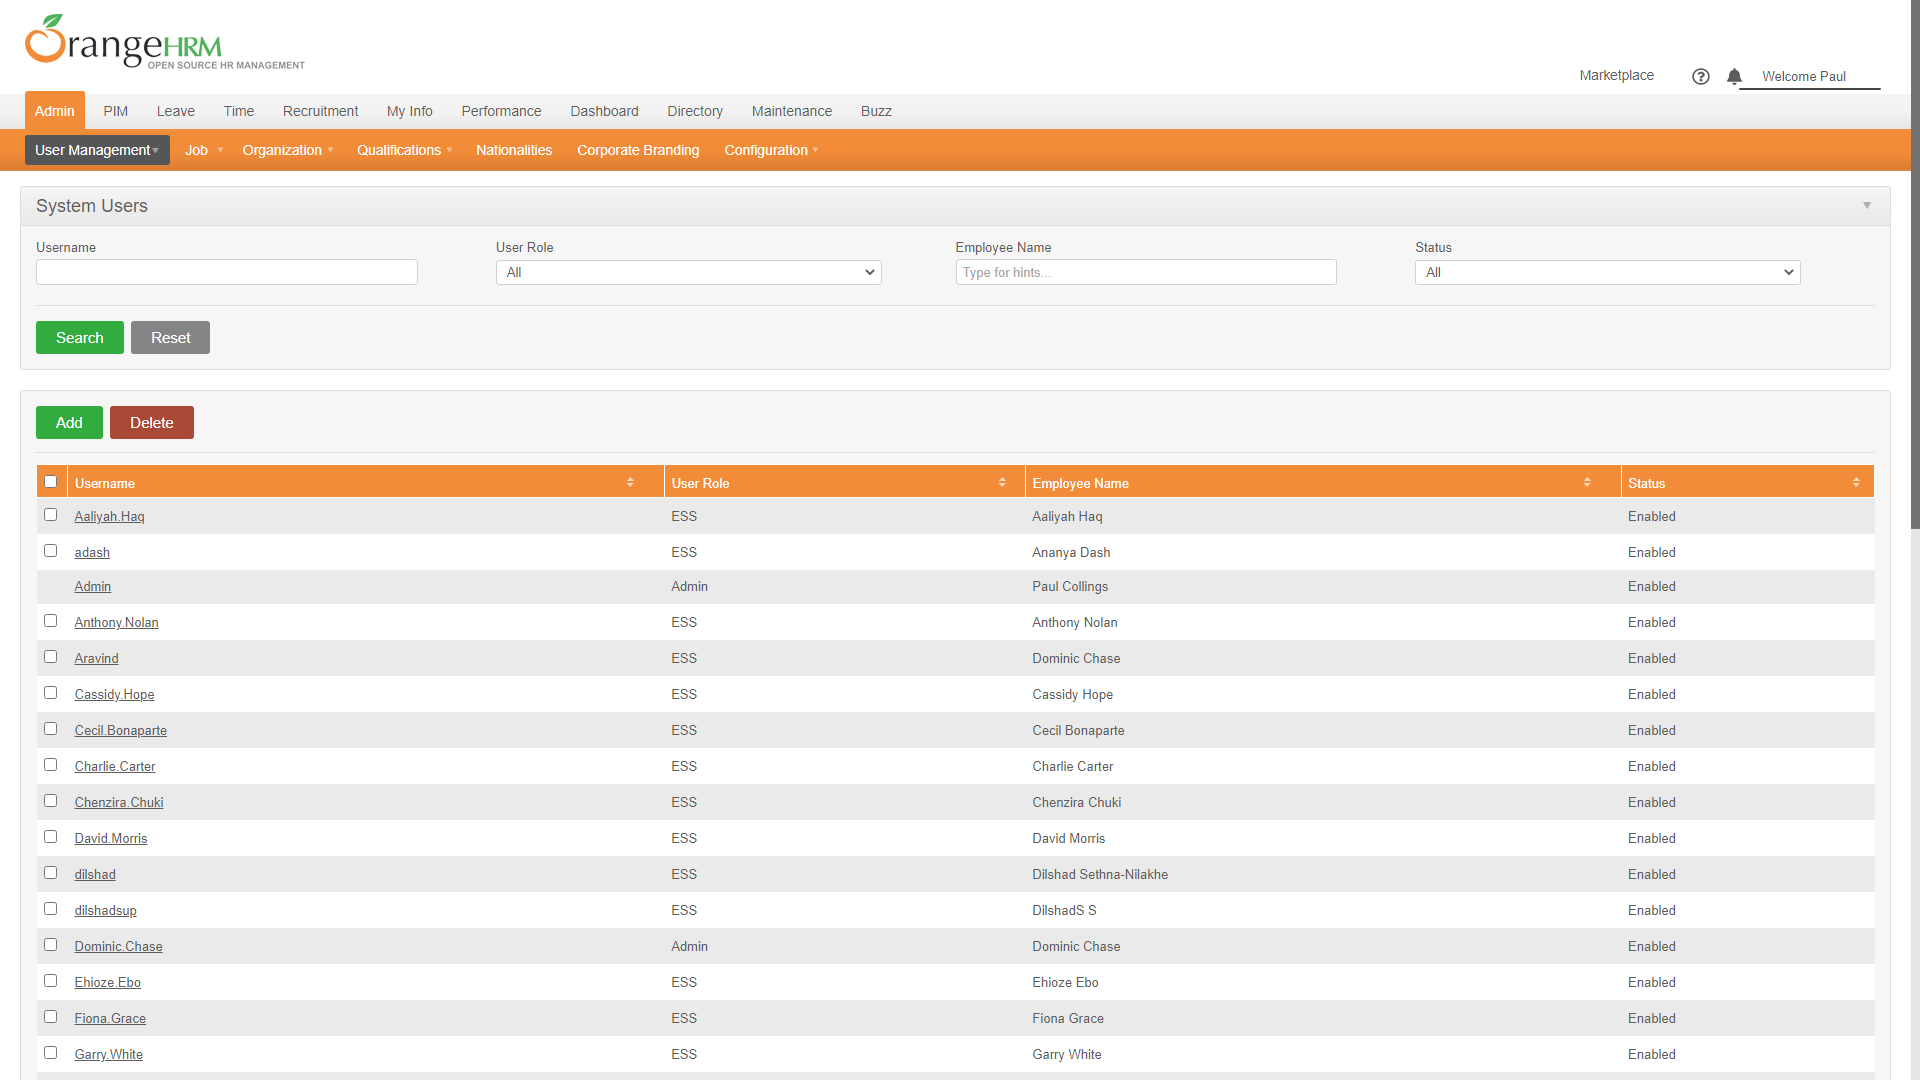 OrangeHRM
OPEN SOURCE HR MANAGEMENT
Marketplace
Welcome Paul
Admin PIM Leave Time Recruitment My Info Performance Dashboard Directory Maintenance Buzz
User Management Job Organization Qualifications Nationalities Corporate Branding Configuration
System Users
Username User Role Employee Name Status
All Type for hints... All
Search Reset
Add Delete
Username User Role Employee Name Status
Aaliyah.Haq ESS Aaliyah Haq Enabled
adash ESS Ananya Dash Enabled
Admin Admin Paul Collings Enabled
Anthony.Nolan ESS Anthony Nolan Enabled
Aravind ESS Dominic Chase Enabled
Cassidy.Hope ESS Cassidy Hope Enabled
Cecil.Bonaparte ESS Cecil Bonaparte Enabled
Charlie.Carter ESS Charlie Carter Enabled
Chenzira.Chuki ESS Chenzira Chuki Enabled
David.Morris ESS David Morris Enabled
dilshad ESS Dilshad Sethna-Nilakhe Enabled
dilshadsup ESS DilshadS S Enabled
Dominic.Chase Admin Dominic Chase Enabled
Ehioze.Ebo ESS Ehioze Ebo Enabled
Fiona.Grace ESS Fiona Grace Enabled
Garry.White ESS Garry White Enabled